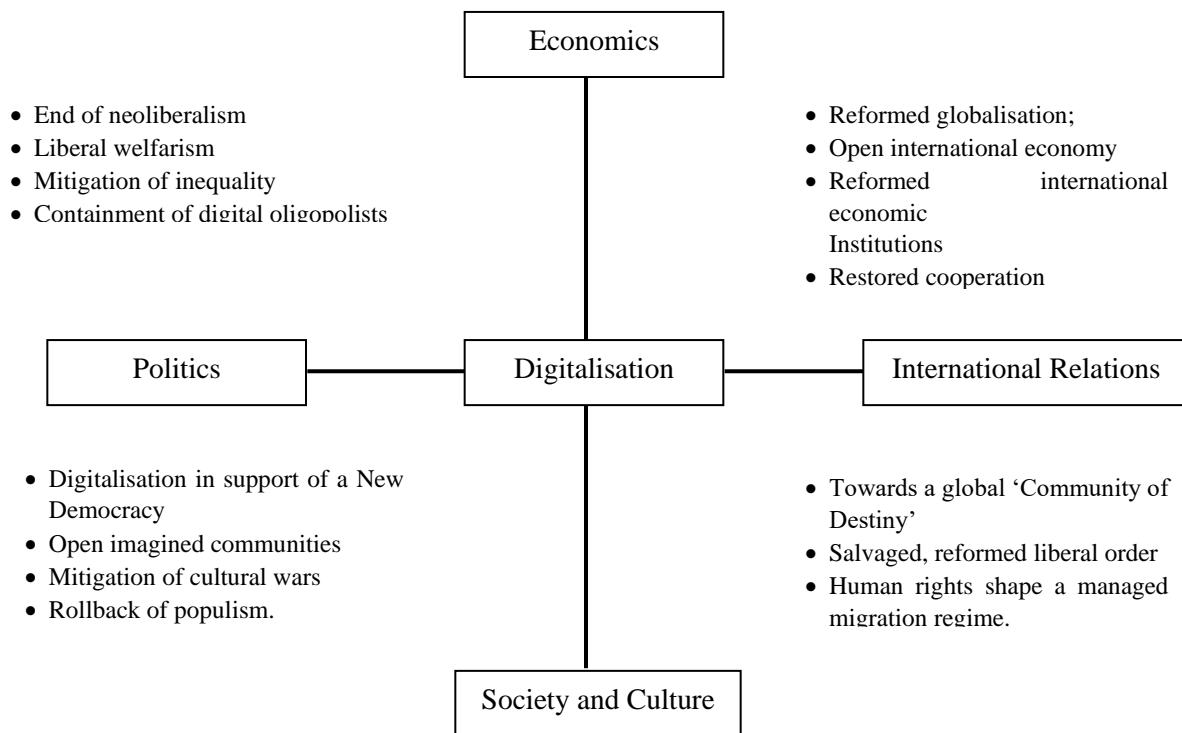 Economics
• End of neoliberalism
• Liberal welfarism
• Mitigation of inequality
• Containment of digital oligopolists
• Reformed globalisation;
• Open international economy
• Reformed international
economic
Institutions
• Restored cooperation
Politics
Digitalisation
International Relations
• Digitalisation in support of a New
Democracy
• Open imagined communities
• Mitigation of cultural wars
• Rollback of populism.
• Towards a global ‘Community of
Destiny’
• Salvaged, reformed liberal order
• Human rights shape a managed
migration regime.
Society and Culture